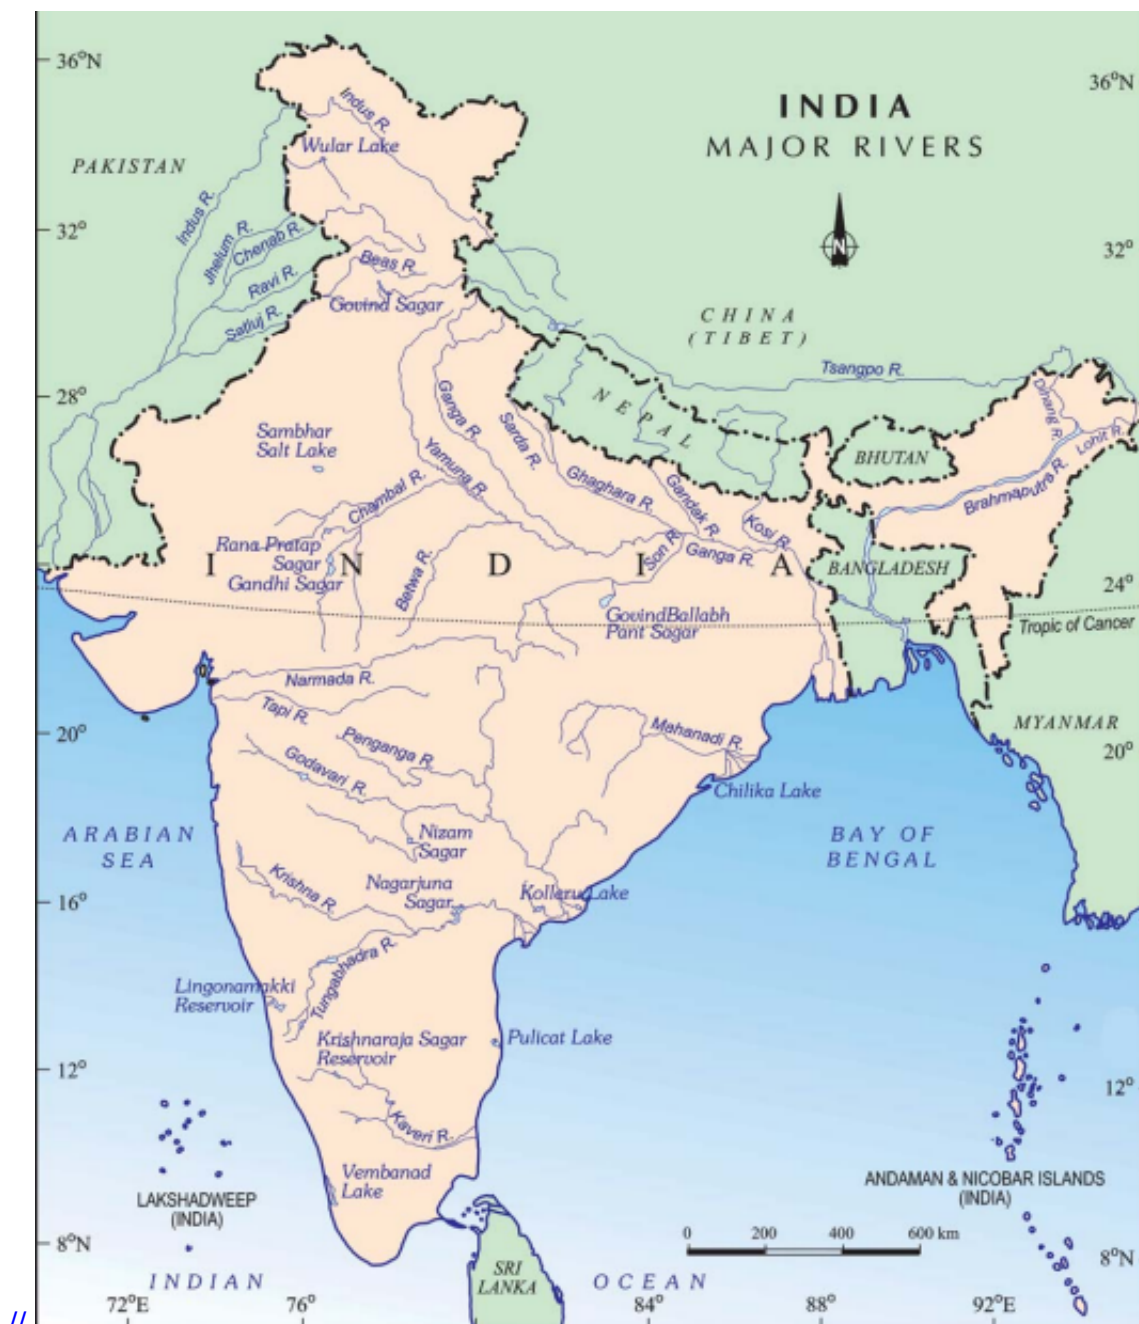 36°N
36°N
INDIA
MAJOR RIVERS
Indus R.
Wular Lake
PAKISTAN
Indus R.
N
32°N
32°
Jhelum R.
Chenab R.
Beas R.
Ravi R.
Govind Sagar
Satluj R.
CHINA
(TIBET)
Tsangpo R.
28°
28°
NEPAL
Dihang R.
Lohit R.
Ganga R.
Sarda R.
Sambhar
Salt Lake
Yamuna R.
BHUTAN
Brahmaputra R.
Ghaghara R.
Gandak R.
Chambal R.
Kosi R.
Rana Pratap
Sagar
Gandhi Sagar
Son R.
Ganga R.
INDIA
Betwa R.
BANGLADESH
24°
24°
GovindBallabh
Pant Sagar
Tropic of Cancer
Narmada R.
Tapi R.
MYANMAR
Mahanadi R.
20°
20°
Penganga R.
Godavari R.
Chilika Lake
ARABIAN
SEA
Nizam
Sagar
BAY OF
BENGAL
Krishna R.
Nagarjuna
Sagar
Kolleru Lake
16°
16°
Tungabhadra R.
Lingonamakki
Reservoir
Krishnaraja Sagar
Reservoir
Pulicat Lake
12°
12°
Kaveri R.
Vembanad
Lake
LAKSHADWEEP
(INDIA)
ANDAMAN & NICOBAR ISLANDS
(INDIA)
0 200 400 600 km
8°N
8°N
INDIAN
OCEAN
SRI
LANKA
72°E
76°
84°
88°
92°E
//